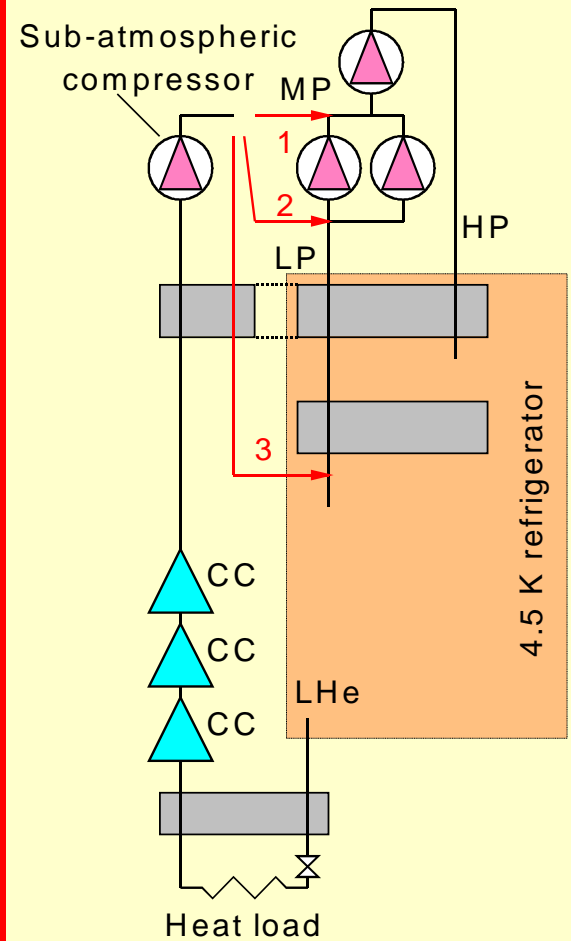 Sub-atmospheric
compressor
MP
1
2
HP
LP
3
4.5 K refrigerator
CC
CC
LHe
CC
Heat load